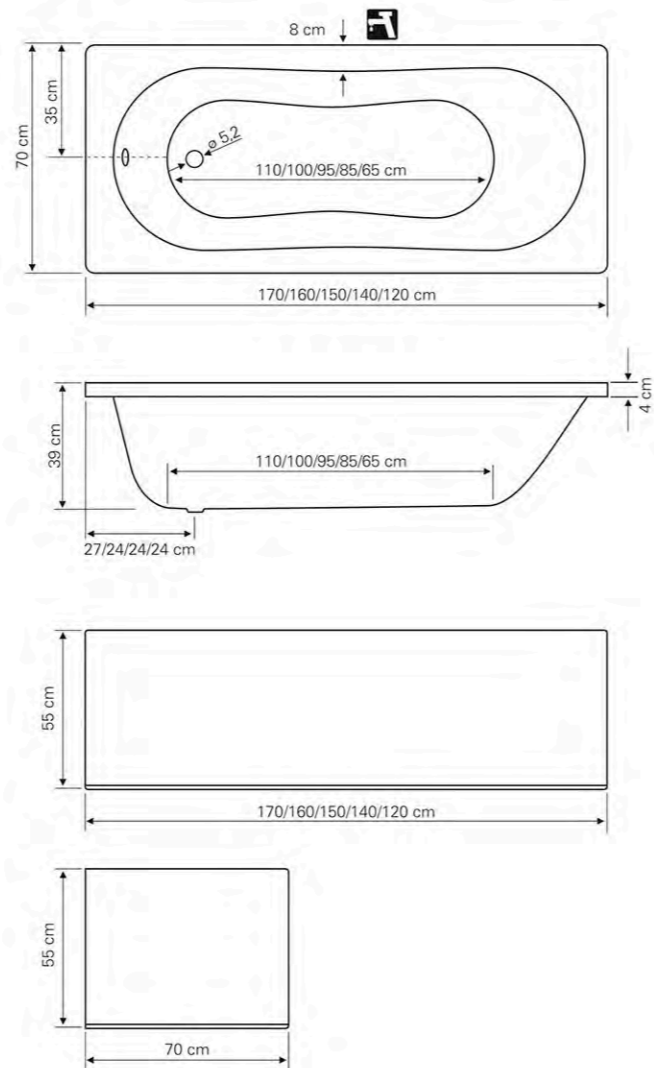 8 cm
35 cm
70 cm
ø 5,2
110/100/95/85/65 cm
170/160/150/140/120 cm
4 cm
39 cm
110/100/95/85/65 cm
27/24/24/24 cm
55 cm
170/160/150/140/120 cm
55 cm
70 cm